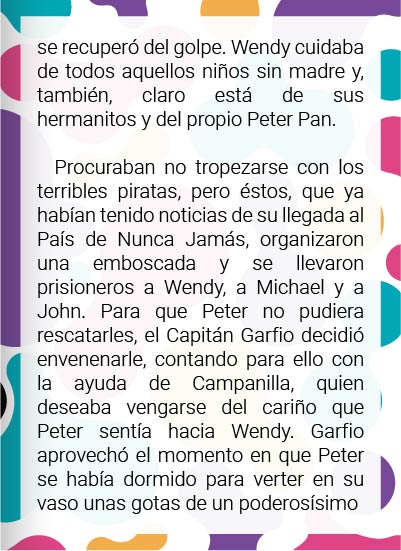 se recuperó del golpe. Wendy cuidaba
de todos aquellos niños sin madre y,
también, claro está de sus
hermanitos y del propio Peter Pan.
Procuraban no tropezarse con los
terribles piratas, pero éstos, que ya
habían tenido noticias de su llegada al
País de Nunca Jamás, organizaron
una emboscada y se llevaron
prisioneros a Wendy, a Michael y a
John. Para que Peter no pudiera
rescatarles, el Capitán Garfio decidió
envenenarle, contando para ello con
la ayuda de Campanilla, quien
deseaba vengarse del cariño que
Peter sentía hacia Wendy. Garfio
aprovechó el momento en que Peter
se había dormido para verter en su
vaso unas gotas de un poderosísimo